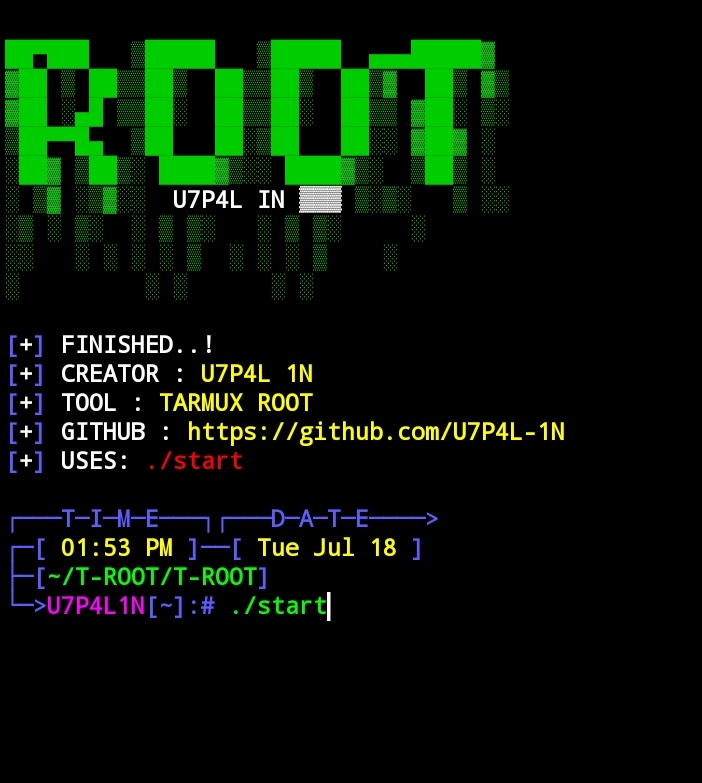 ROOT
U7P4L IN
[+] FINISHED..!
[+] CREATOR : U7P4L 1N
[+] TOOL : TARMUX ROOT
[+] GITHUB : https://github.com/U7P4L-1N
[+] USES: ./start
┌───T─I─M─E───┐┌───D─A─T─E────>
┌─[ 01:53 PM ]──[ Tue Jul 18 ]
├─[~/T-ROOT/T-ROOT]
└─>U7P4L1N[~]:# ./start